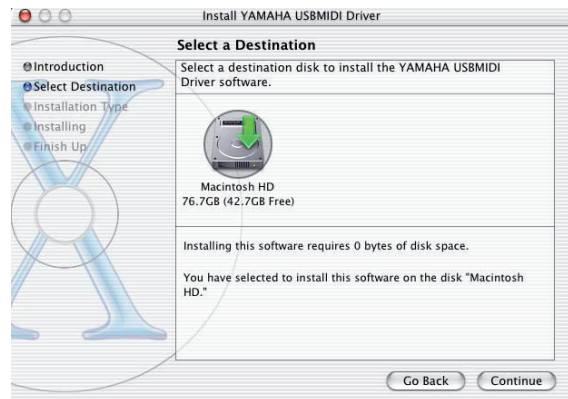 Install YAMAHA USBMIDI Driver
Select a Destination
Introduction
Select Destination
Installation Type
Installing
Finish Up
Select a destination disk to install the YAMAHA USBMIDI
Driver software.
Macintosh HD
76.7GB (42.7GB Free)
Installing this software requires 0 bytes of disk space.
You have selected to install this software on the disk "Macintosh
HD."
Go Back
Continue